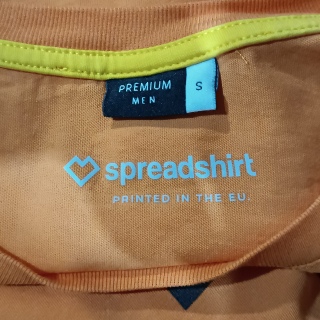 PREMIUM S
MEN
spreadshirt
PRINTED IN THE EU.